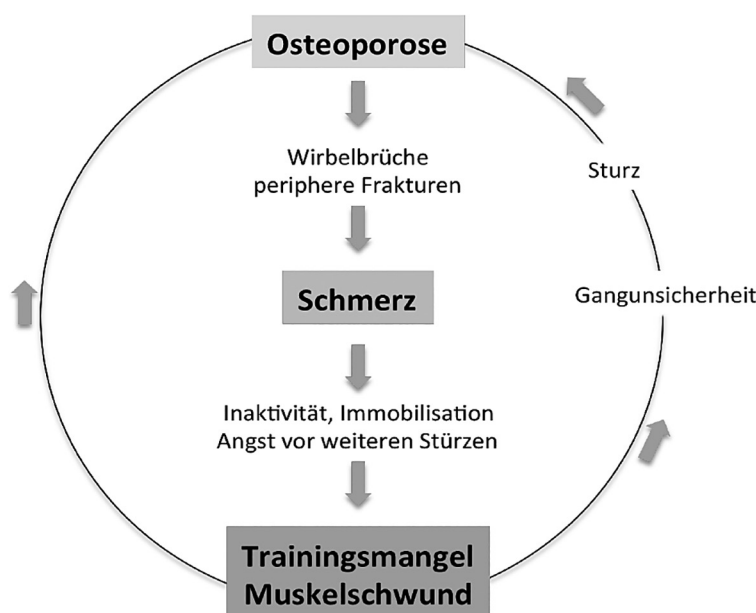 Osteoporose
Wirbelbrüche
periphere Frakturen
Sturz
Schmerz
Gangunsicherheit
Inaktivität, Immobilisation
Angst vor weiteren Stürzen
Trainingsmangel
Muskelschwund